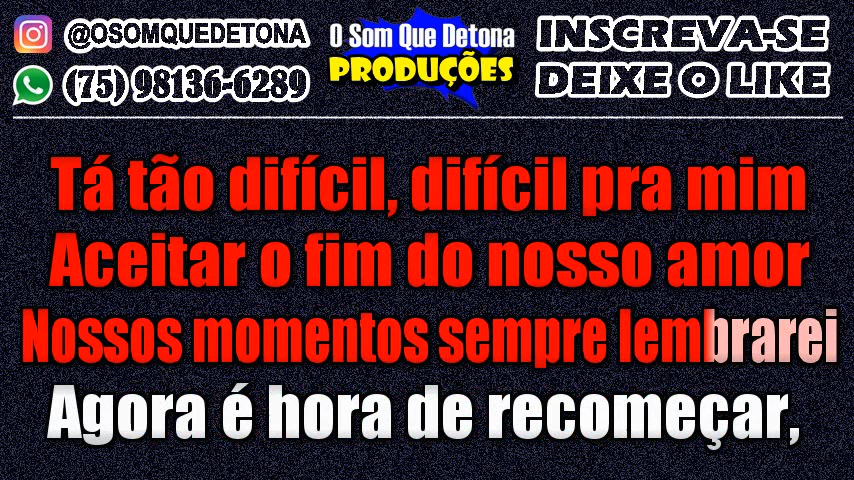 @OSOMQUEDETONA
(75) 98136-6289
O Som Que Detona
PRODUÇÕES
INSCREVA-SE
DEIXE O LIKE
Tá tão difícil, difícil pra mim
Aceitar o fim do nosso amor
Nossos momentos sempre lembrarei
Agora é hora de recomeçar,